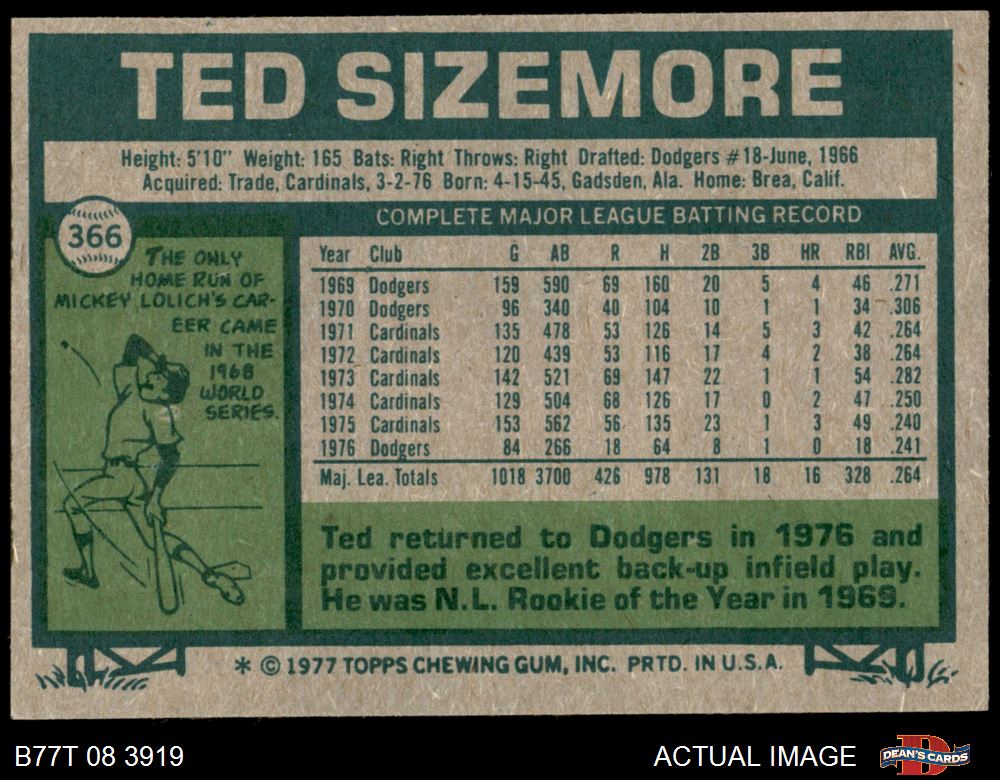 TED SIZEMORE
Height: 5'10" Weight: 165 Bats: Right Throws: Right Drafted: Dodgers #18-June, 1966
Acquired: Trade, Cardinals, 3-2-76 Born: 4-15-45, Gadsden, Ala. Home: Brea, Calif.
366
THE ONLY
HOME RUN OF
MICKEY LOLICH'S CAR-
EER CAME
IN THE
1968
WORLD
SERIES.
COMPLETE MAJOR LEAGUE BATTING RECORD
Year Club G AB R H 2B 3B HR RBI AVG.
1969 Dodgers 159 590 69 160 20 5 4 46 .271
1970 Dodgers 96 340 40 104 10 1 1 34 .306
1971 Cardinals 135 478 53 126 14 5 3 42 .264
1972 Cardinals 120 439 53 116 17 4 2 38 .264
1973 Cardinals 142 521 69 147 22 1 1 54 .282
1974 Cardinals 129 504 68 126 17 0 2 47 .250
1975 Cardinals 153 562 56 135 23 1 3 49 .240
1976 Dodgers 84 266 18 64 8 1 0 18 .241
Maj. Lea. Totals 1018 3700 426 978 131 18 16 328 .264
Ted returned to Dodgers in 1976 and
provided excellent back-up infield play.
He was N.L. Rookie of the Year in 1969.
* © 1977 TOPPS CHEWING GUM, INC. PRTD. IN U.S.A.
B77T 08 3919
ACTUAL IMAGE
D
DEAN'S CARDS